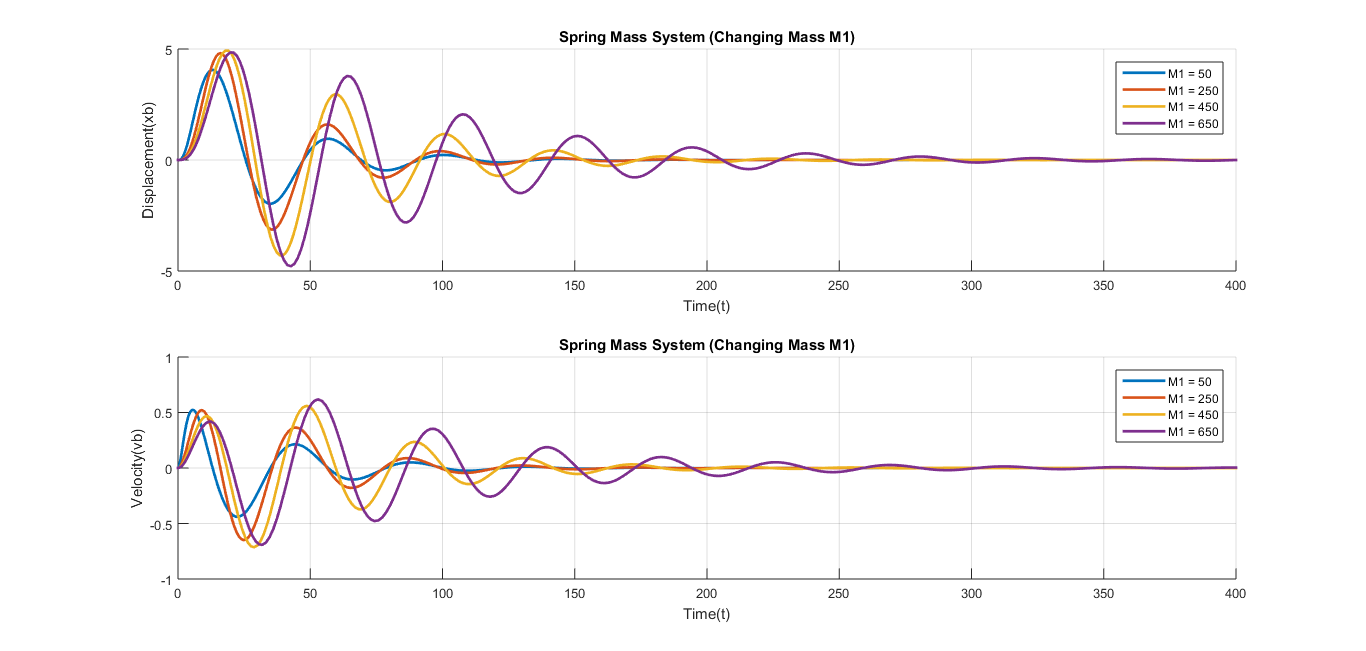 Spring Mass System (Changing Mass M1)
5
0
-5
Displacement(xb)
M1 = 50
M1 = 250
M1 = 450
M1 = 650
0 50 100 150 200 250 300 350 400
Time(t)
Spring Mass System (Changing Mass M1)
1
0.5
0
-0.5
-1
Velocity(vb)
M1 = 50
M1 = 250
M1 = 450
M1 = 650
0 50 100 150 200 250 300 350 400
Time(t)